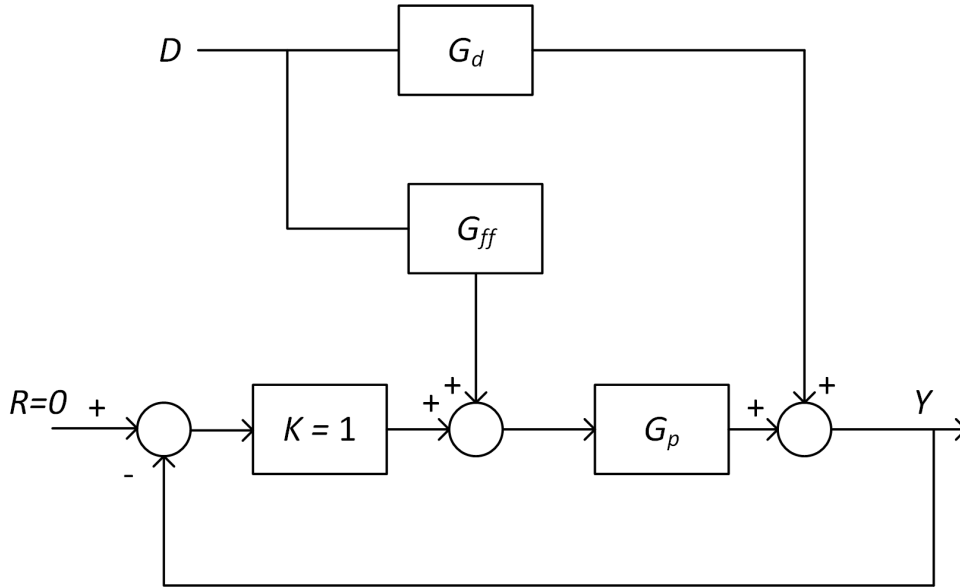 D
G_d
G_ff
R=0 +
-
K = 1
+
+
G_p
+
+
Y